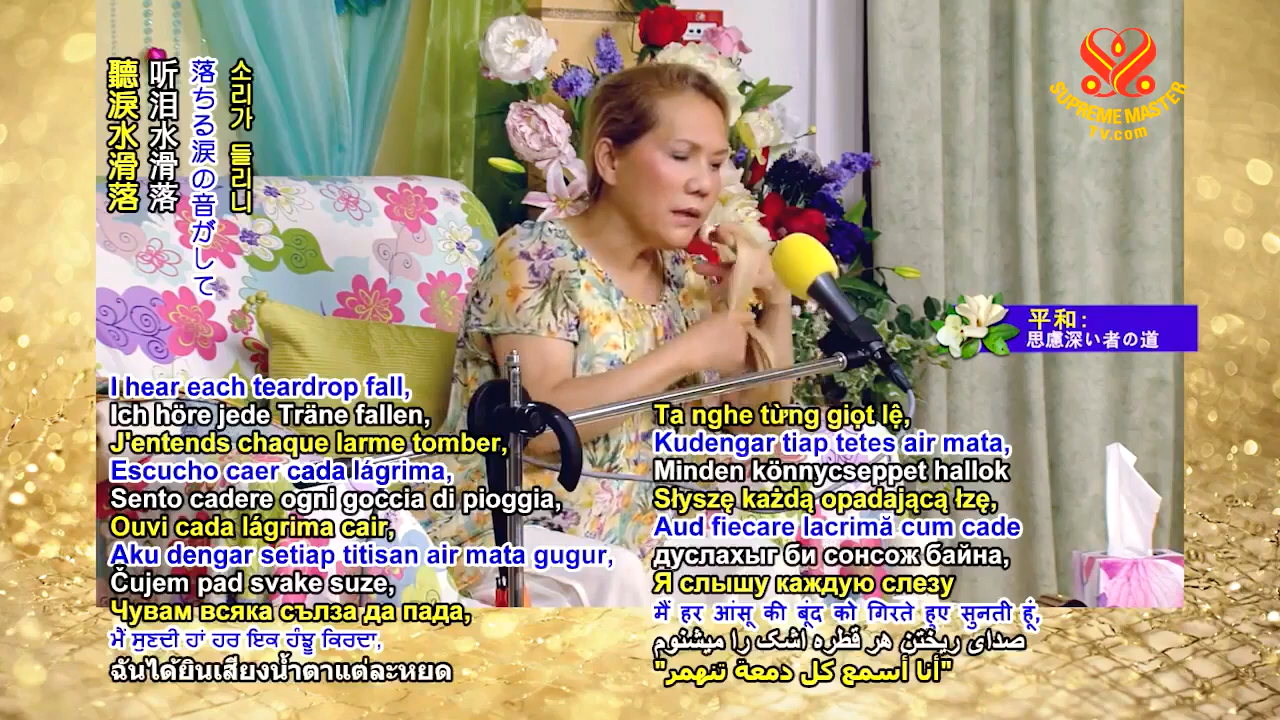 聽淚水滑落
听泪水滑落
落ちる涙の音がして
소리가 들리니
SUPREME MASTER
TV.com
平和:
思慮深い者の道
I hear each teardrop fall,
Ich höre jede Träne fallen,
J'entends chaque larme tomber,
Escucho caer cada lágrima,
Sento cadere ogni goccia di pioggia,
Ouvi cada lágrima cair,
Aku dengar setiap titisan air mata gugur,
Čujem pad svake suze,
Чувам всяка сълза да пада,
ਮੈਂ ਸੁਣਦੀ ਹਾਂ ਹਰ ਇਕ ਹੰਝੂ ਕਿਰਦਾ,
ฉันได้ยินเสียงน้ำตาแต่ละหยด
Ta nghe từng giọt lệ,
Kudengar tiap tetes air mata,
Minden könnycseppet hallok
Słyszę każdą opadającą łzę,
Aud fiecare lacrimă cum cade
дуслахыг би сонсож байна,
Я слышу каждую слезу
मैं हर आंसू की बूंद को गिरते हुए सुनती हूं,
صدای ریختن هر قطره اشک را میشنوم
"أنا أسمع كل دمعة تنهمر"